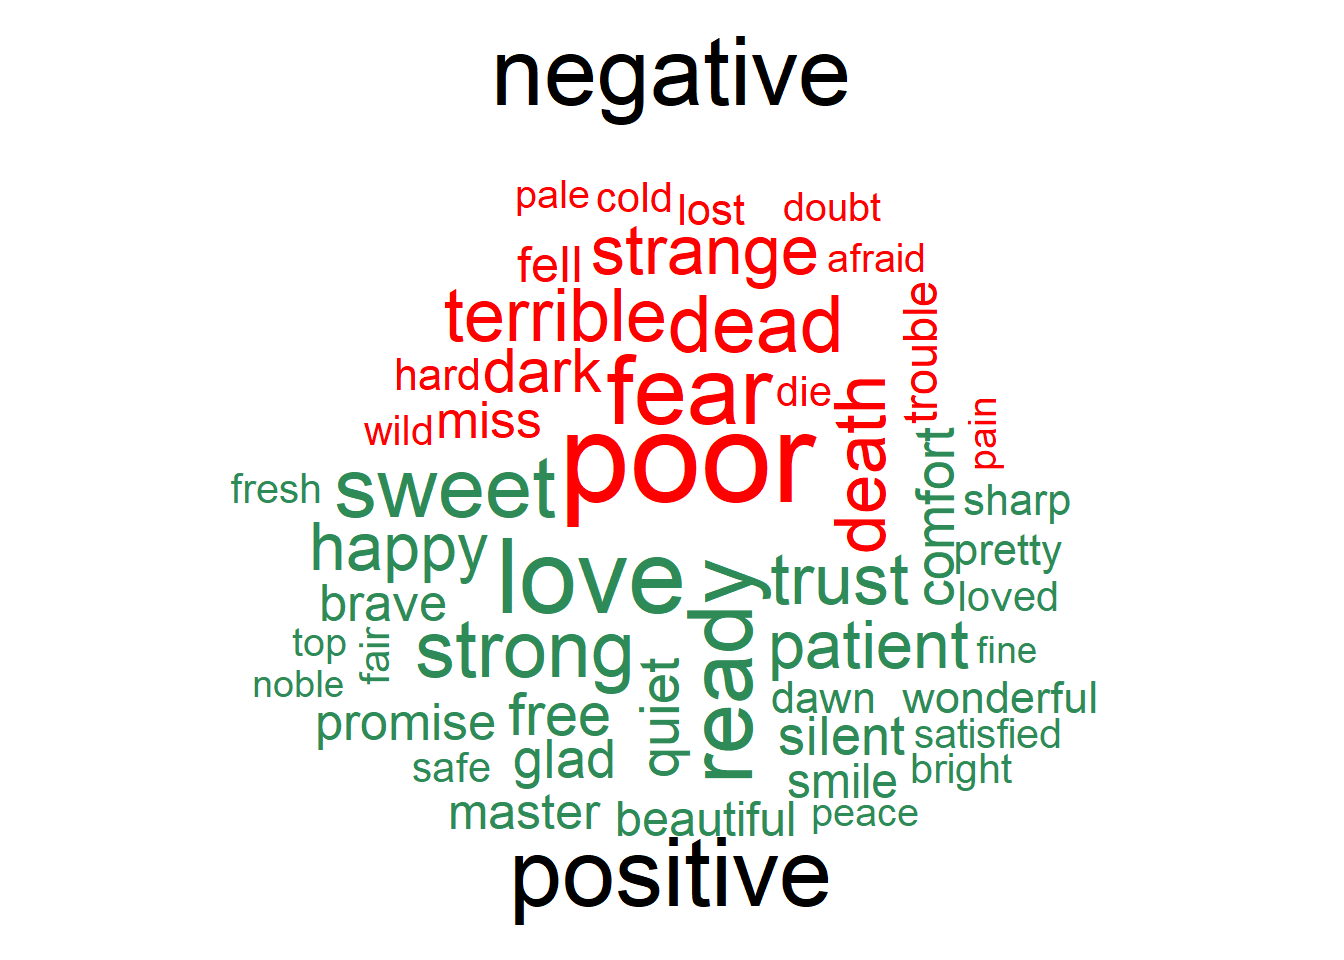 negative
pale cold lost doubt
fell strange afraid
terrible dead trouble
hard dark fear die death
wild miss poor pain
fresh sweet comfort sharp
happy love ready trust pretty
brave loved
top fair strong patient fine
noble quiet dawn wonderful
promise free silent satisfied
safe glad smile bright
master beautiful peace
positive